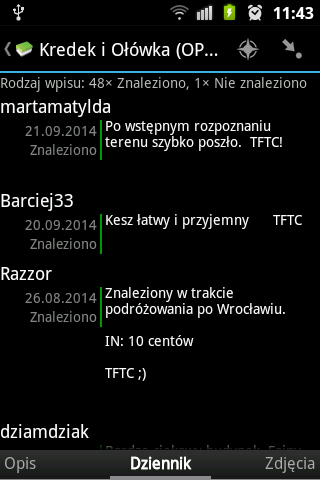 11:43
Kredek i Ołówka (OP...
Rodzaj wpisu: 48× Znaleziono, 1× Nie znaleziono
martamatylda
21.09.2014
Znaleziono
Po wstępnym rozpoznaniu
terenu szybko poszło. TFTC!
Barciej33
20.09.2014
Znaleziono
Kesz łatwy i przyjemny TFTC
Razzor
26.08.2014
Znaleziono
Znaleziony w trakcie
podróżowania po Wrocławiu.
IN: 10 centów
TFTC ;)
dziamdziak
Opis
Dziennik
Zdjęcia